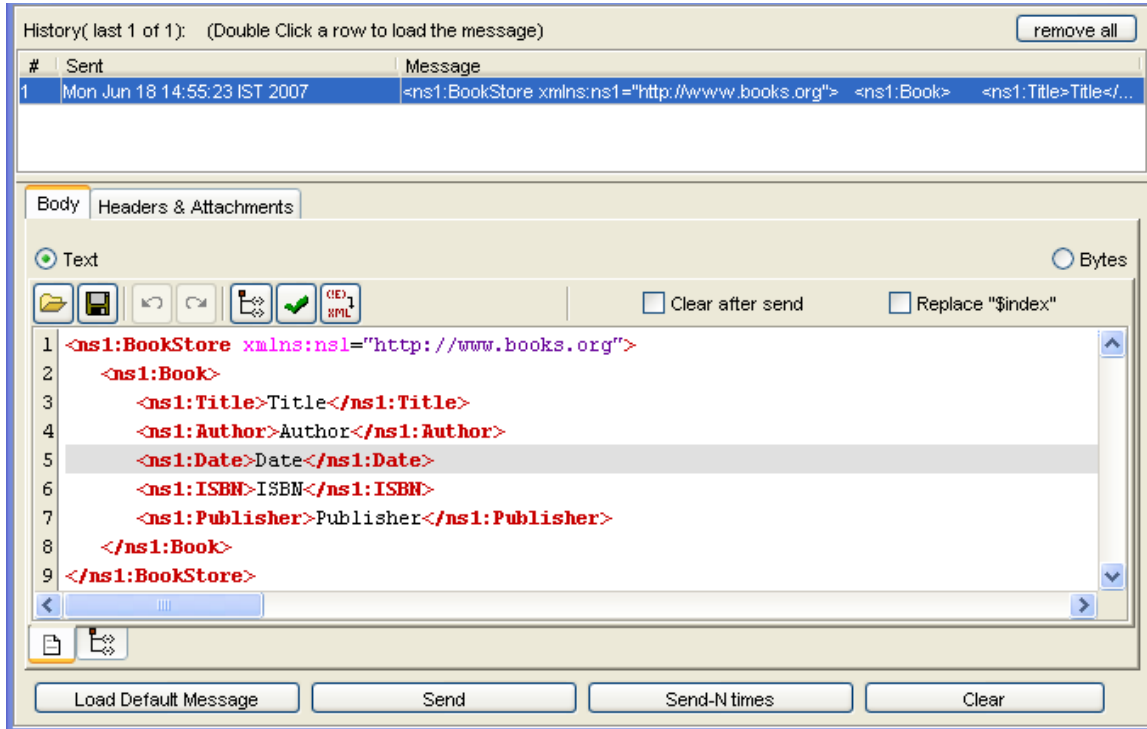 History( last 1 of 1): (Double Click a row to load the message) remove all
# Sent Message
1 Mon Jun 18 14:55:23 IST 2007 <ns1:BookStore xmlns:ns1="http://www.books.org"> <ns1:Book> <ns1:Title>Title</...
Body Headers & Attachments
Text Bytes
(!E) XML Clear after send Replace "$index"
1 <ns1:BookStore xmlns:ns1="http://www.books.org">
2 <ns1:Book>
3 <ns1:Title>Title</ns1:Title>
4 <ns1:Author>Author</ns1:Author>
5 <ns1:Date>Date</ns1:Date>
6 <ns1:ISBN>ISBN</ns1:ISBN>
7 <ns1:Publisher>Publisher</ns1:Publisher>
8 </ns1:Book>
9 </ns1:BookStore>
Load Default Message Send Send-N times Clear